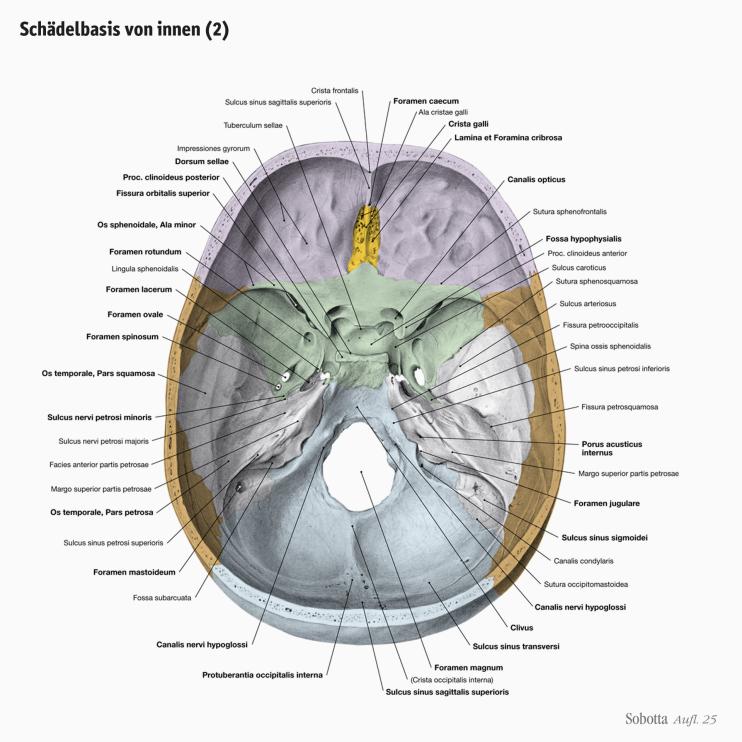 Schädelbasis von innen (2)
Crista frontalis
Sulcus sinus sagittalis superioris
Tuberculum sellae
Impressiones gyrorum
Dorsum sellae
Proc. clinoideus posterior
Fissura orbitalis superior
Os sphenoidale, Ala minor
Foramen rotundum
Lingula sphenoidalis
Foramen lacerum
Foramen ovale
Foramen spinosum
Os temporale, Pars squamosa
Sulcus nervi petrosi minoris
Sulcus nervi petrosi majoris
Facies anterior partis petrosae
Margo superior partis petrosae
Os temporale, Pars petrosa
Sulcus sinus petrosi superioris
Foramen mastoideum
Fossa subarcuata
Canalis nervi hypoglossi
Protuberantia occipitalis interna
Foramen caecum
Ala cristae galli
Crista galli
Lamina et Foramina cribrosa
Canalis opticus
Sutura sphenofrontalis
Fossa hypophysialis
Proc. clinoideus anterior
Sulcus caroticus
Sutura sphenosquamosa
Sulcus arteriosus
Fissura petrooccipitalis
Spina ossis sphenoidalis
Sulcus sinus petrosi inferioris
Fissura petrosquamosa
Porus acusticus
internus
Margo superior partis petrosae
Foramen jugulare
Sulcus sinus sigmoidei
Canalis condylaris
Sutura occipitomastoidea
Canalis nervi hypoglossi
Clivus
Sulcus sinus transversi
Foramen magnum
(Crista occipitalis interna)
Sulcus sinus sagittalis superioris
Sobotta Aufl. 25